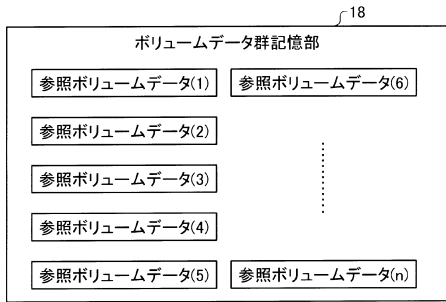 18
ボリュームデータ群記憶部
参照ボリュームデータ(1)
参照ボリュームデータ(2)
参照ボリュームデータ(3)
参照ボリュームデータ(4)
参照ボリュームデータ(5)
参照ボリュームデータ(6)
参照ボリュームデータ(n)